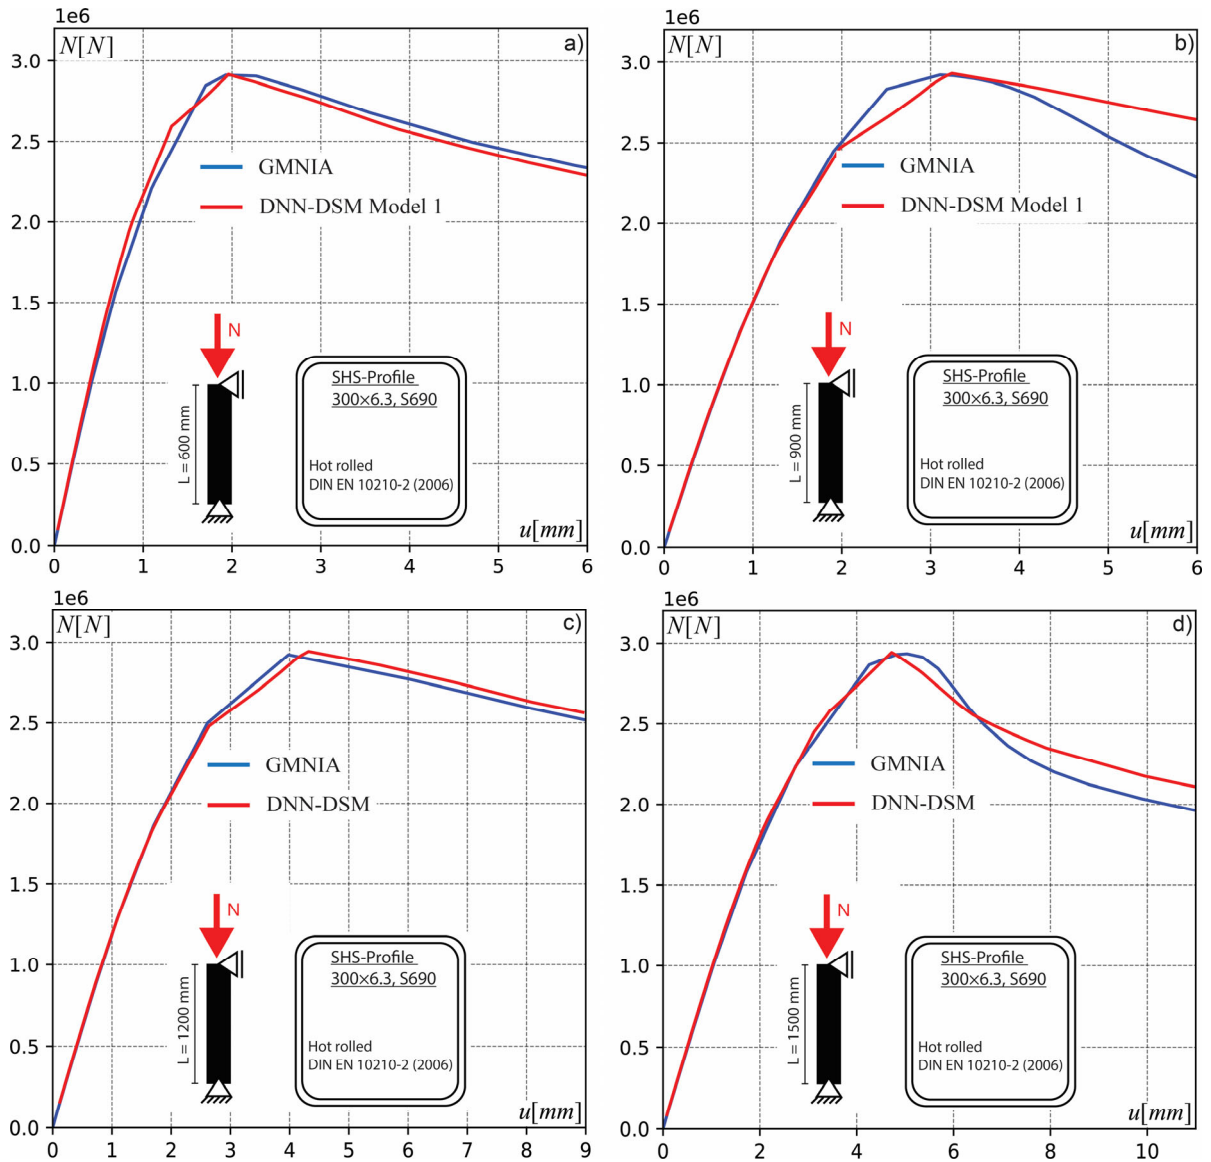 1e6
N[N]
a)
3.0
2.5
2.0
1.5
1.0
0.5
0.0
GMNIA
DNN-DSM Model 1
N
L = 600 mm
SHS-Profile
300×6.3, S690
Hot rolled
DIN EN 10210-2 (2006)
u[mm]
0 1 2 3 4 5 6
1e6
N[N]
b)
3.0
2.5
2.0
1.5
1.0
0.5
0.0
GMNIA
DNN-DSM Model 1
N
L = 900 mm
SHS-Profile
300×6.3, S690
Hot rolled
DIN EN 10210-2 (2006)
u[mm]
0 1 2 3 4 5 6
1e6
N[N]
c)
3.0
2.5
2.0
1.5
1.0
0.5
0.0
GMNIA
DNN-DSM
N
L = 1200 mm
SHS-Profile
300×6.3, S690
Hot rolled
DIN EN 10210-2 (2006)
u[mm]
0 1 2 3 4 5 6 7 8 9
1e6
N[N]
d)
3.0
2.5
2.0
1.5
1.0
0.5
0.0
GMNIA
DNN-DSM
N
L = 1500 mm
SHS-Profile
300×6.3, S690
Hot rolled
DIN EN 10210-2 (2006)
u[mm]
0 2 4 6 8 10